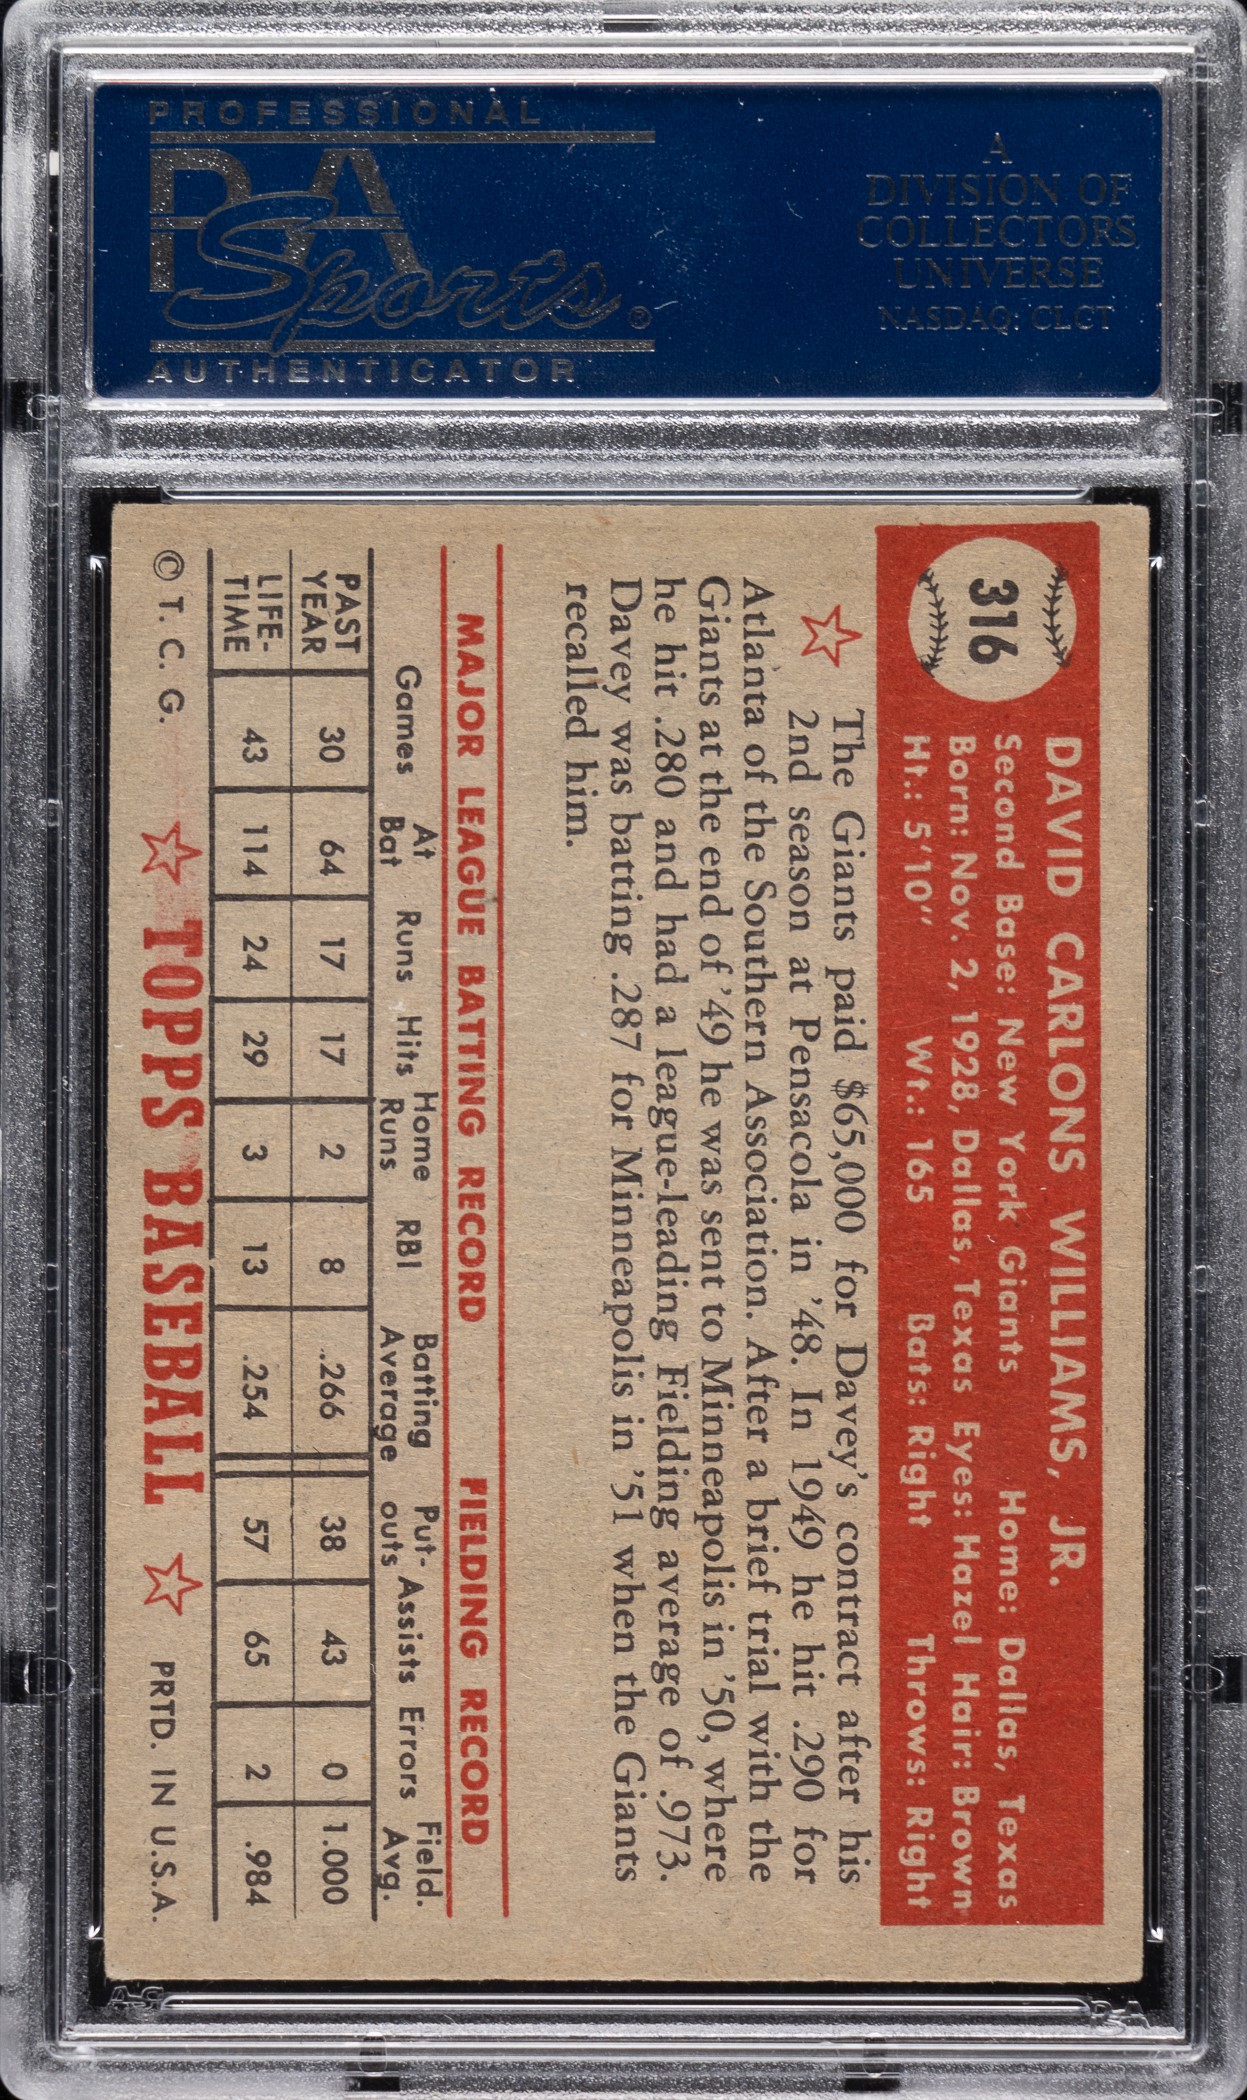 PROFESSIONAL
PSA
Sports®
AUTHENTICATOR
A
DIVISION OF
COLLECTORS
UNIVERSE
NASDAQ: CLCT
316
DAVID CARLONS WILLIAMS, JR.
Second Base: New York Giants Home: Dallas, Texas
Born: Nov. 2, 1928, Dallas, Texas Eyes: Hazel Hair: Brown
Ht.: 5'10" Wt.: 165 Bats: Right Throws: Right
The Giants paid $65,000 for Davey's contract after his
2nd season at Pensacola in '48. In 1949 he hit .290 for
Atlanta of the Southern Association. After a brief trial with the
Giants at the end of '49 he was sent to Minneapolis in '50, where
he hit .280 and had a league-leading Fielding average of .973.
Davey was batting .287 for Minneapolis in '51 when the Giants
recalled him.
MAJOR LEAGUE BATTING RECORD FIELDING RECORD
Games At Bat Runs Hits Home Runs RBI Batting Average Put-outs Assists Errors Field. Avg.
PAST YEAR 30 64 17 17 2 8 .266 38 43 0 1.000
LIFE-TIME 43 114 24 29 3 13 .254 57 65 2 .984
© T. C. G. TOPPS BASEBALL PRTD. IN U.S.A.
PSA